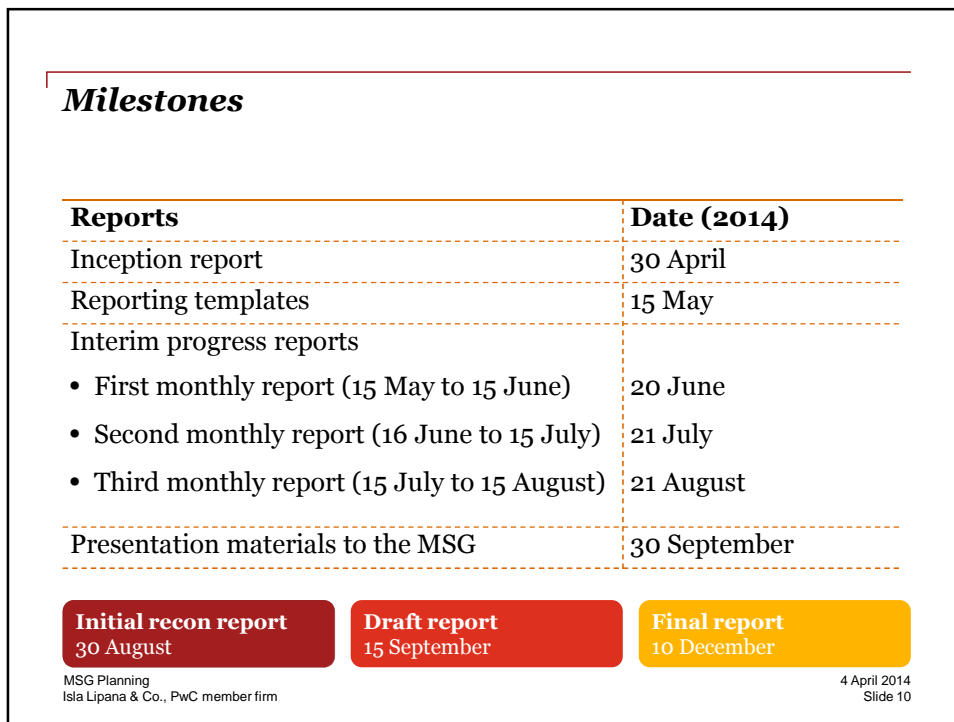 Milestones
Reports Date (2014)
Inception report 30 April
Reporting templates 15 May
Interim progress reports
• First monthly report (15 May to 15 June) 20 June
• Second monthly report (16 June to 15 July) 21 July
• Third monthly report (15 July to 15 August) 21 August
Presentation materials to the MSG 30 September
Initial recon report
30 August
Draft report
15 September
Final report
10 December
MSG Planning
Isla Lipana & Co., PwC member firm
4 April 2014
Slide 10